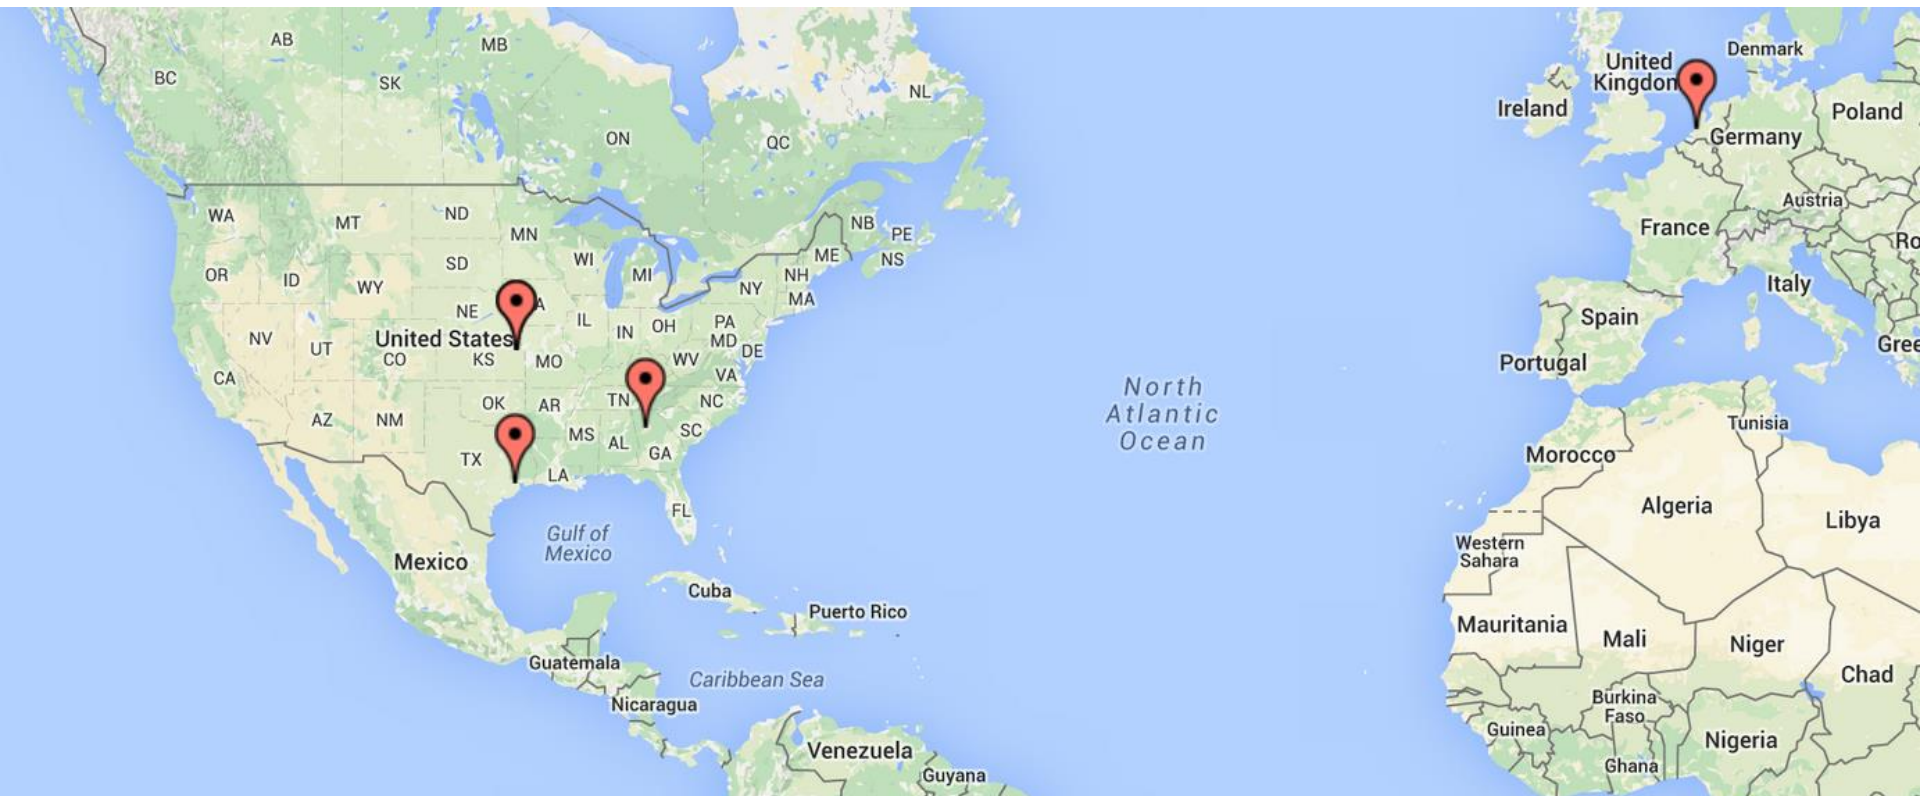 AB
MB
BC
SK
NL
ON
QC
WA
MT
ND
MN
NB
PE
OR
ID
WY
SD
WI
MI
ME
NS
NH
NY
MA
NE
A
IL
IN
OH
PA
MD
DE
NV
UT
United States
CO
KS
MO
WV
VA
CA
OK
AR
TN
NC
AZ
NM
MS
AL
SC
TX
LA
GA
FL
Gulf of
Mexico
Mexico
Cuba
Puerto Rico
Guatemala
Caribbean Sea
Nicaragua
Venezuela
Guyana
North
Atlantic
Ocean
United
Kingdom
Denmark
Ireland
Poland
Germany
Austria
France
Ro
Italy
Spain
Gree
Portugal
Tunisia
Morocco
Algeria
Libya
Western
Sahara
Mauritania
Mali
Niger
Chad
Burkina
Faso
Guinea
Nigeria
Ghana